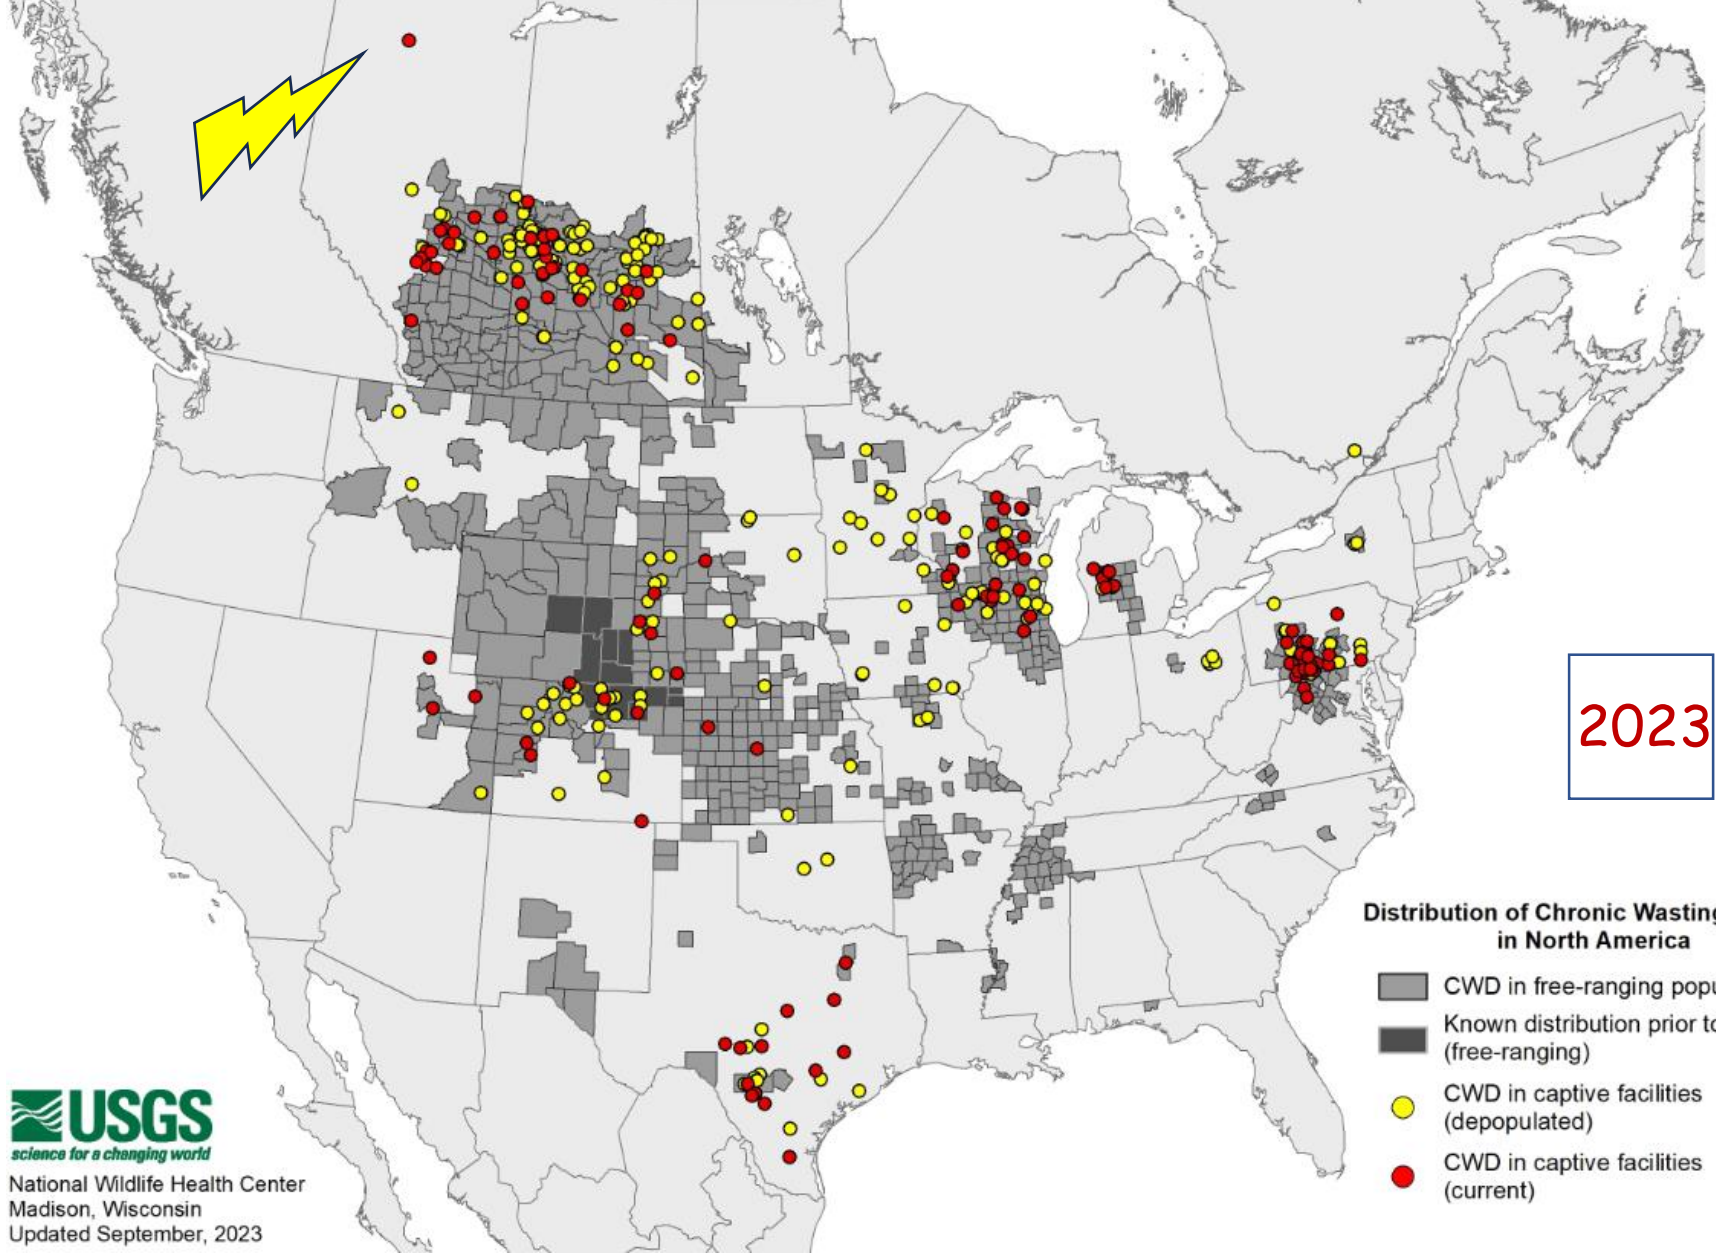 2023
Distribution of Chronic Wasting
in North America
CWD in free-ranging popu
Known distribution prior to
(free-ranging)
CWD in captive facilities
(depopulated)
CWD in captive facilities
(current)
USGS
science for a changing world
National Wildlife Health Center
Madison, Wisconsin
Updated September, 2023